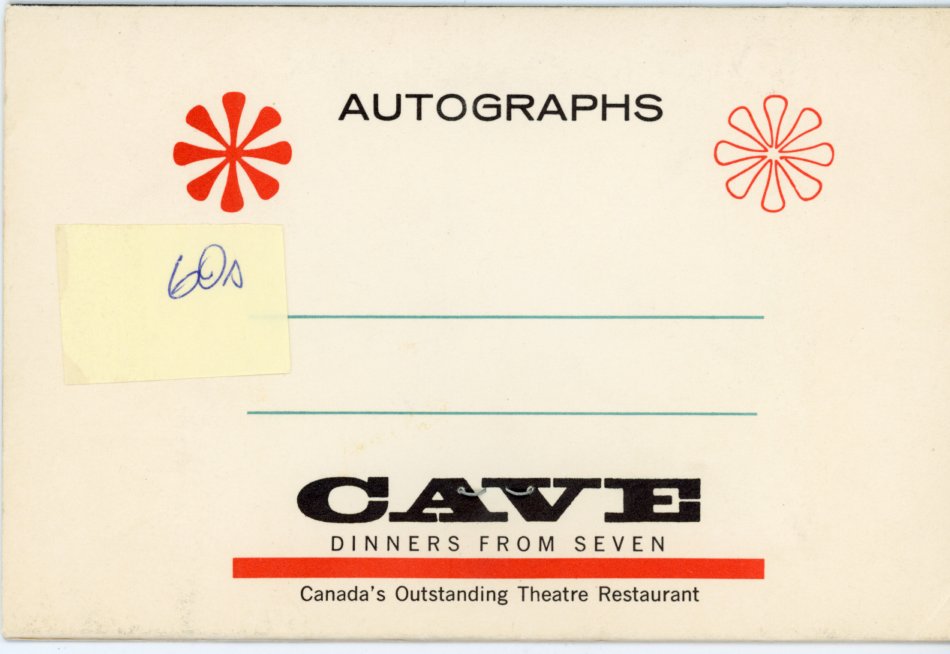 AUTOGRAPHS
60s
CAVE
DINNERS FROM SEVEN
Canada's Outstanding Theatre Restaurant